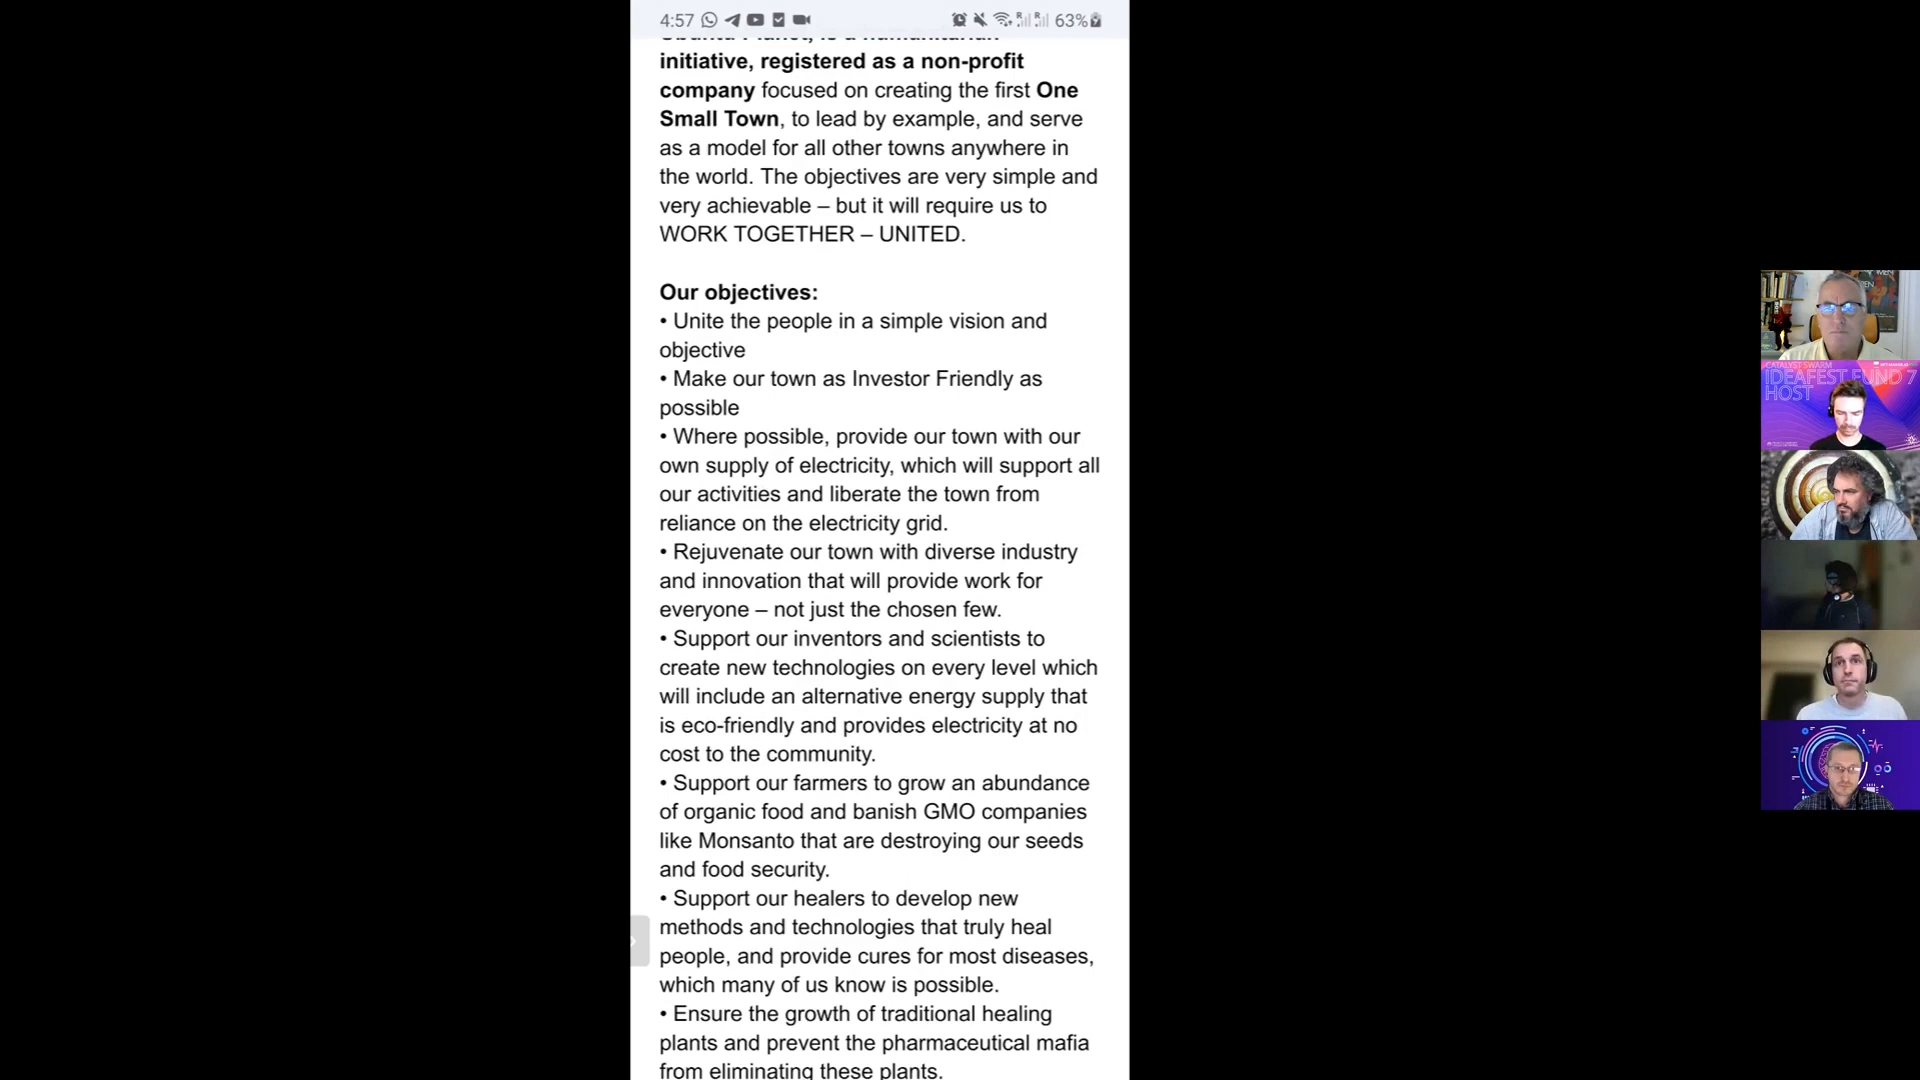 4:57
R R 63%
Ubuntu Planet, is a humanitarian
initiative, registered as a non-profit
company focused on creating the first One
Small Town, to lead by example, and serve
as a model for all other towns anywhere in
the world. The objectives are very simple and
very achievable – but it will require us to
WORK TOGETHER – UNITED.
Our objectives:
• Unite the people in a simple vision and
objective
• Make our town as Investor Friendly as
possible
• Where possible, provide our town with our
own supply of electricity, which will support all
our activities and liberate the town from
reliance on the electricity grid.
• Rejuvenate our town with diverse industry
and innovation that will provide work for
everyone – not just the chosen few.
• Support our inventors and scientists to
create new technologies on every level which
will include an alternative energy supply that
is eco-friendly and provides electricity at no
cost to the community.
• Support our farmers to grow an abundance
of organic food and banish GMO companies
like Monsanto that are destroying our seeds
and food security.
• Support our healers to develop new
methods and technologies that truly heal
people, and provide cures for most diseases,
which many of us know is possible.
• Ensure the growth of traditional healing
plants and prevent the pharmaceutical mafia
from eliminating these plants.
CATALYST SWARM
IDEAFEST FUND 7
HOST